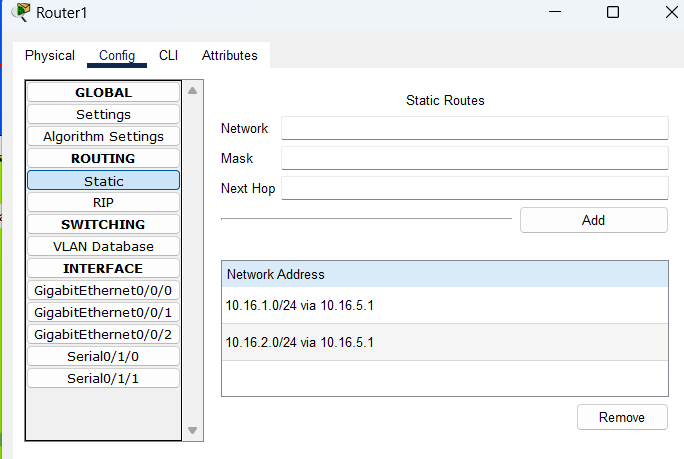 Router1
Physical Config CLI Attributes
GLOBAL
Settings
Algorithm Settings
ROUTING
Static
RIP
SWITCHING
VLAN Database
INTERFACE
GigabitEthernet0/0/0
GigabitEthernet0/0/1
GigabitEthernet0/0/2
Serial0/1/0
Serial0/1/1
Static Routes
Network
Mask
Next Hop
Add
Network Address
10.16.1.0/24 via 10.16.5.1
10.16.2.0/24 via 10.16.5.1
Remove